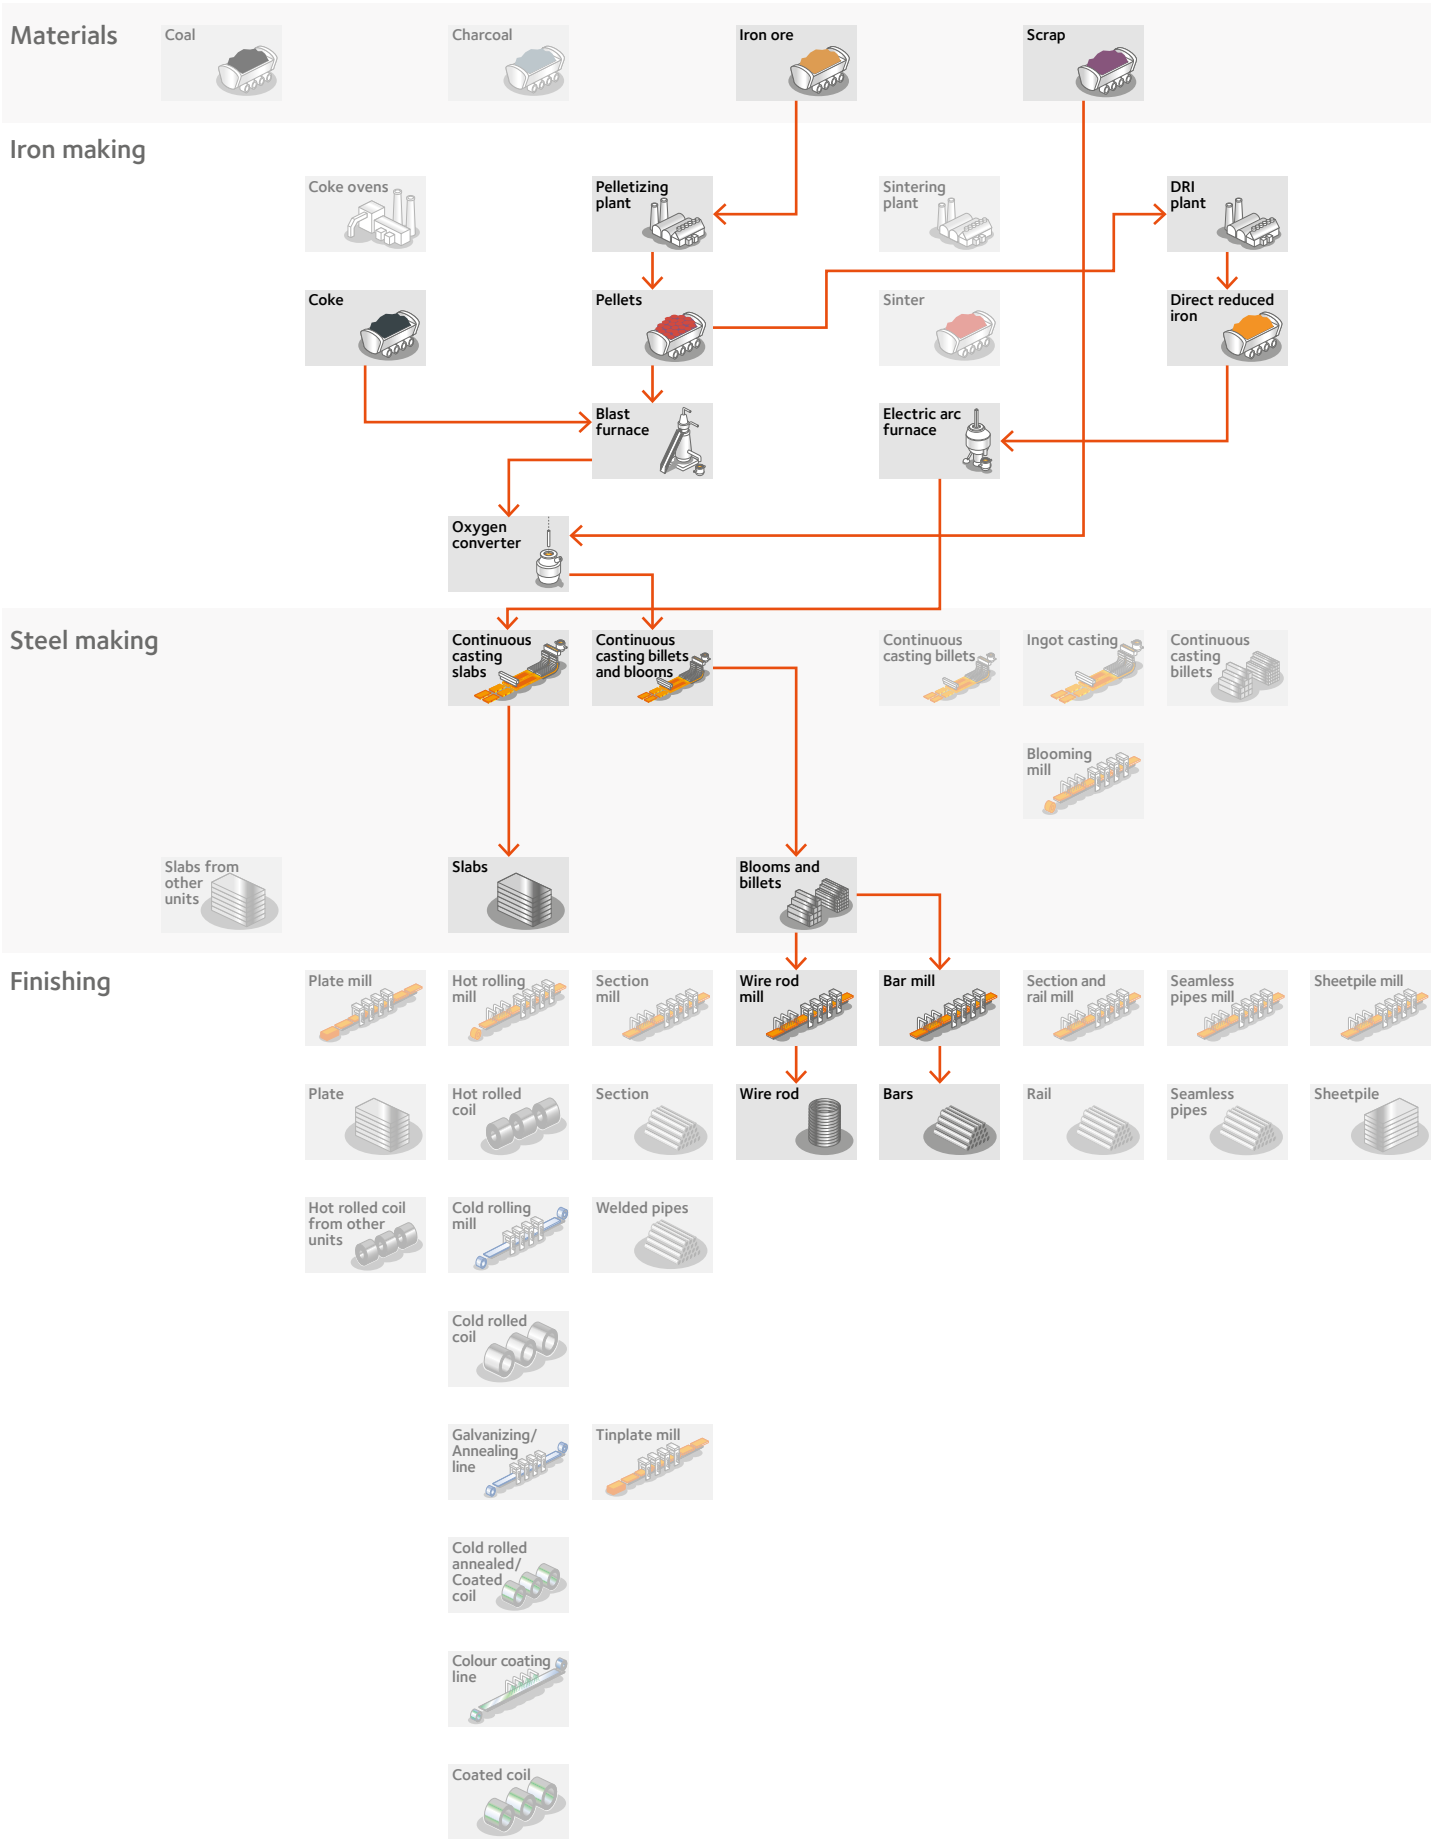 Materials
Coal
Charcoal
Iron ore
Scrap
Iron making
Coke ovens
Pelletizing
plant
Sintering
plant
DRI
plant
Coke
Pellets
Sinter
Direct reduced
iron
Blast
furnace
Electric arc
furnace
Oxygen
converter
Steel making
Continuous
casting
slabs
Continuous
casting billets
and blooms
Continuous
casting billets
Ingot casting
Continuous
casting
billets
Blooming
mill
Slabs from
other
units
Slabs
Blooms and
billets
Finishing
Plate mill
Hot rolling
mill
Section
mill
Wire rod
mill
Bar mill
Section and
rail mill
Seamless
pipes mill
Sheetpile mill
Plate
Hot rolled
coil
Section
Wire rod
Bars
Rail
Seamless
pipes
Sheetpile
Hot rolled coil
from other
units
Cold rolling
mill
Welded pipes
Cold rolled
coil
Galvanizing/
Annealing
line
Tinplate mill
Cold rolled
annealed/
Coated
coil
Colour coating
line
Coated coil